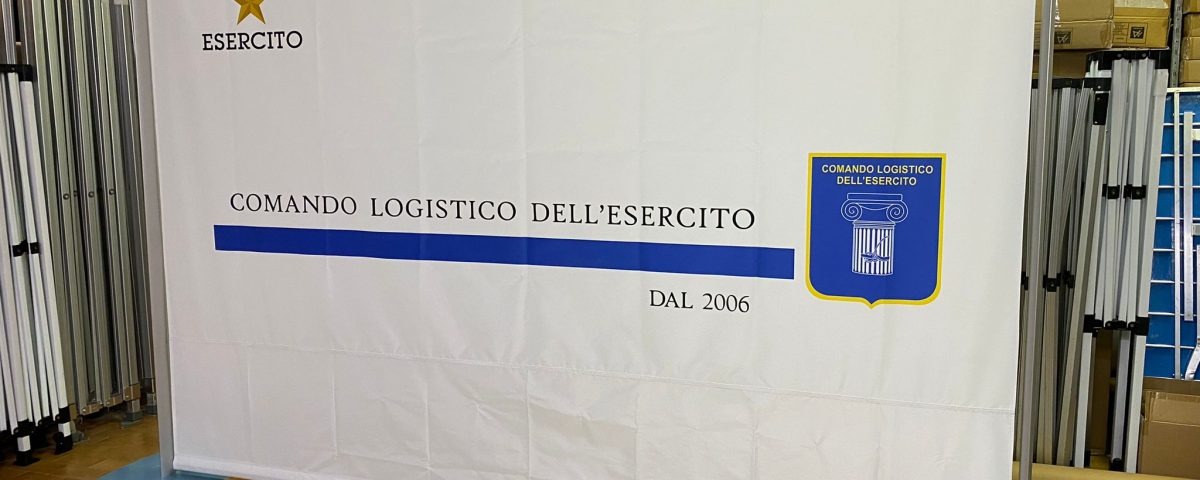 ESERCITO
COMANDO LOGISTICO DELL'ESERCITO
DAL 2006
COMANDO LOGISTICO
DELL'ESERCITO